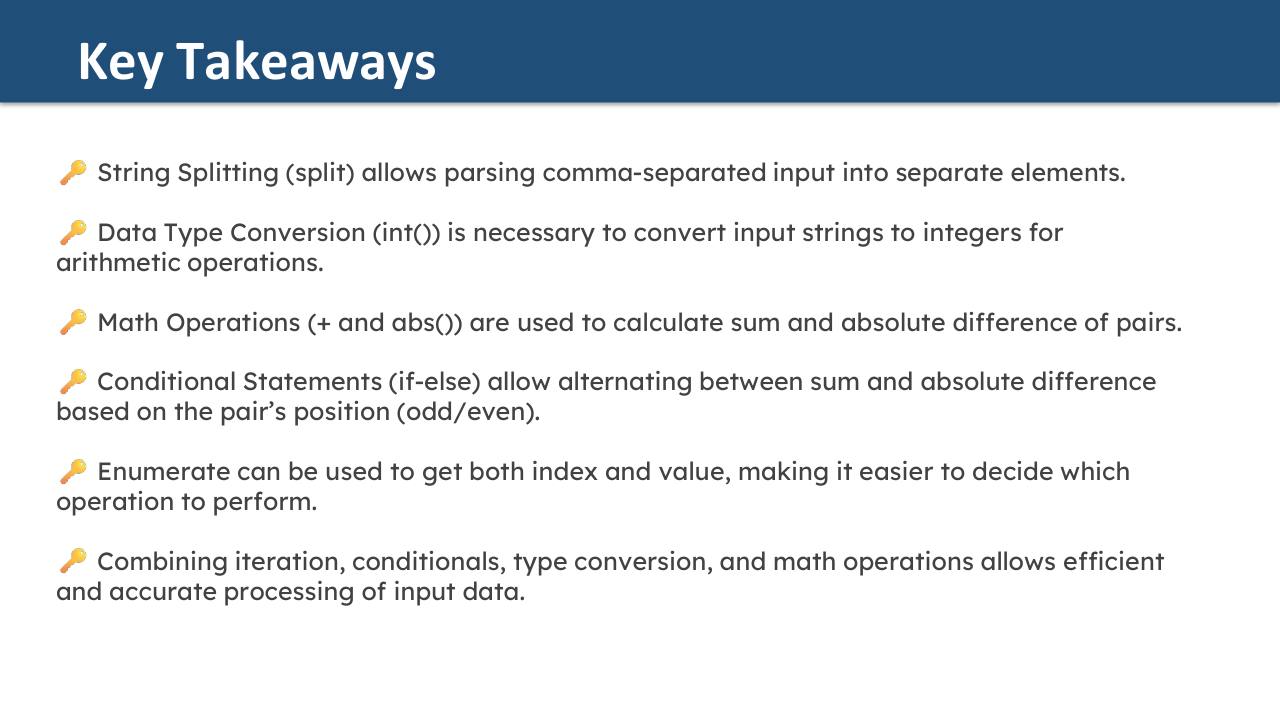 Key Takeaways
🔑 String Splitting (split) allows parsing comma-separated input into separate elements.
🔑 Data Type Conversion (int()) is necessary to convert input strings to integers for
arithmetic operations.
🔑 Math Operations (+ and abs()) are used to calculate sum and absolute difference of pairs.
🔑 Conditional Statements (if-else) allow alternating between sum and absolute difference
based on the pair’s position (odd/even).
🔑 Enumerate can be used to get both index and value, making it easier to decide which
operation to perform.
🔑 Combining iteration, conditionals, type conversion, and math operations allows efficient
and accurate processing of input data.